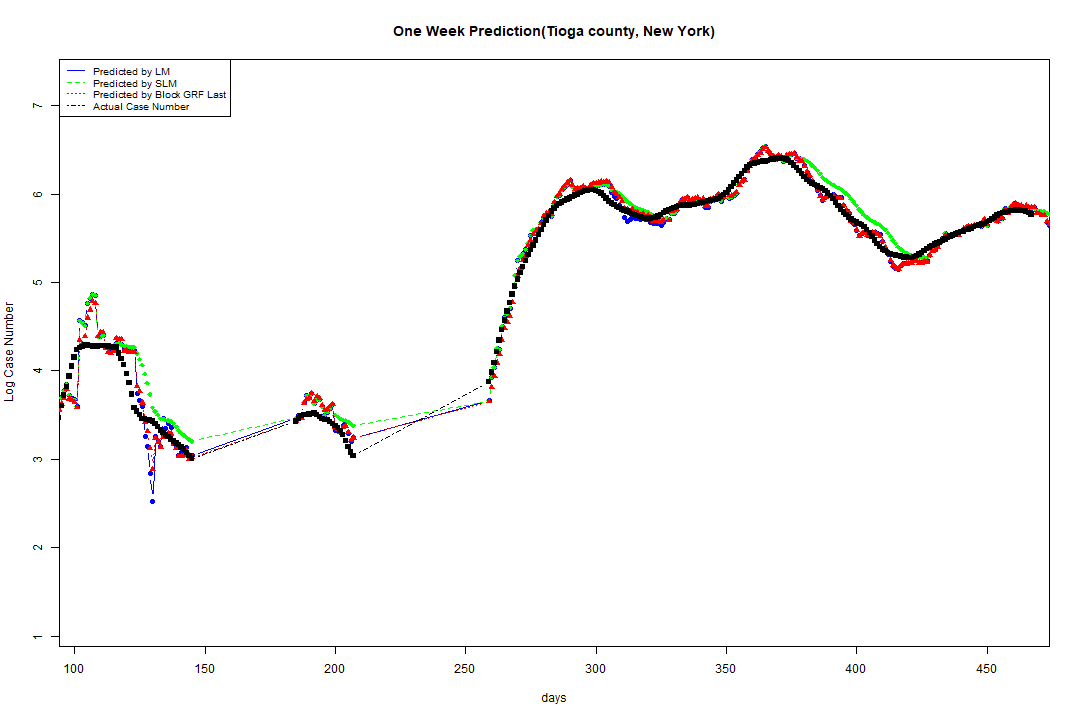 One Week Prediction(Tioga county, New York)
Predicted by LM
Predicted by SLM
Predicted by Block GRF Last
Actual Case Number
Log Case Number
7
6
5
4
3
2
1
100 150 200 250 300 350 400 450
days